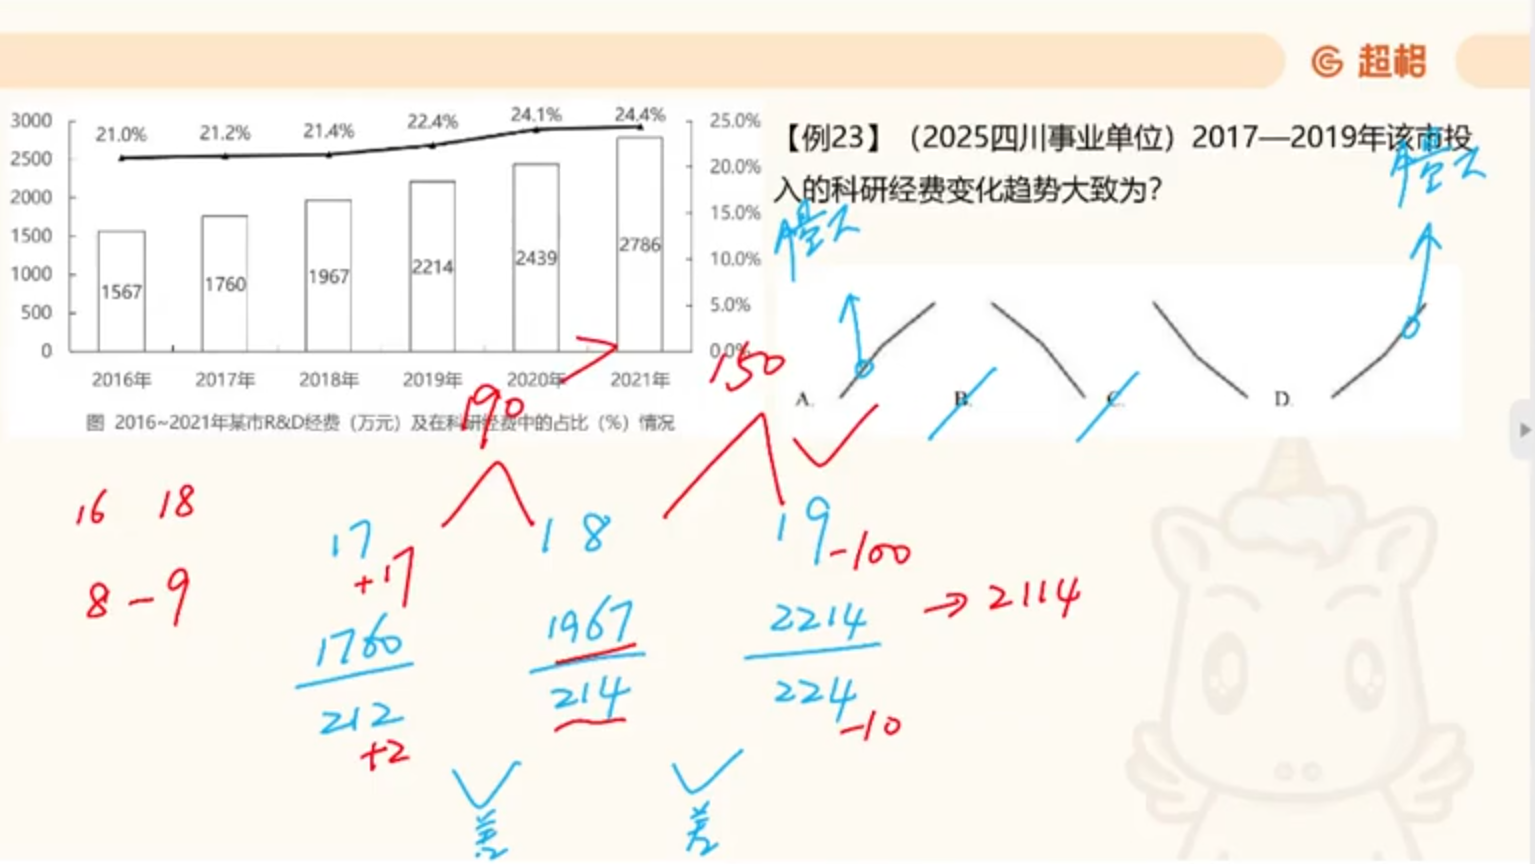 超格
3000
2500
2000
1500
1000
500
0
21.0% 21.2% 21.4% 22.4% 24.1% 24.4%
1567 1760 1967 2214 2439 2786
25.0%
20.0%
15.0%
10.0%
5.0%
0.0%
2016年 2017年 2018年 2019年 2020年 2021年
图 2016~2021年某市R&D经费（万元）及在科研经费中的占比（%）情况
【例23】（2025四川事业单位）2017—2019年该市投
入的科研经费变化趋势大致为？
A. B. C. D.
190 150
16 18
8-9
17 18 19
+17 -100
1760 1967 2214 → 2114
212 214 224
+2 -10
差 差